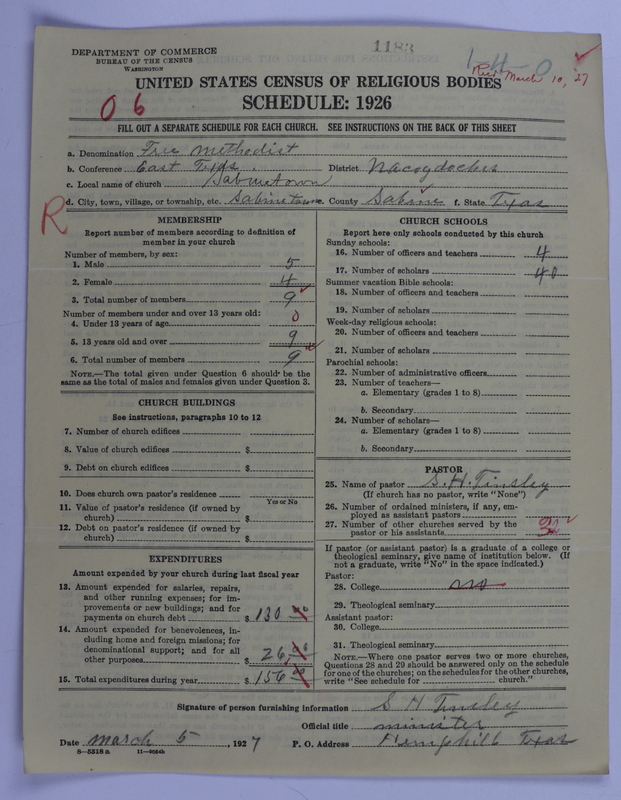 DEPARTMENT OF COMMERCE
BUREAU OF THE CENSUS
WASHINGTON
1183
Recd March 10, 27
UNITED STATES CENSUS OF RELIGIOUS BODIES
SCHEDULE: 1926
0 6
FILL OUT A SEPARATE SCHEDULE FOR EACH CHURCH. SEE INSTRUCTIONS ON THE BACK OF THIS SHEET
a. Denomination Free Methodist
b. Conference East Texas District Nacogdoches
c. Local name of church Sabinetown
R
d. City, town, village, or township, etc. Sabinetown e. County Sabine f. State Texas
MEMBERSHIP
Report number of members according to definition of
member in your church
Number of members, by sex:
1. Male 5
2. Female 4
3. Total number of members 9
Number of members under and over 13 years old:
4. Under 13 years of age 0
5. 13 years old and over 9
6. Total number of members 9
NOTE.—The total given under Question 6 should be the
same as the total of males and females given under Question 3.
CHURCH BUILDINGS
See instructions, paragraphs 10 to 12
7. Number of church edifices
8. Value of church edifices $
9. Debt on church edifices $
10. Does church own pastor's residence
Yes or No
11. Value of pastor's residence (if owned by
church) $
12. Debt on pastor's residence (if owned by
church) $
EXPENDITURES
Amount expended by your church during last fiscal year
13. Amount expended for salaries, repairs,
and other running expenses; for im-
provements or new buildings; and for
payments on church debt $ 130 00
14. Amount expended for benevolences, in-
cluding home and foreign missions; for
denominational support; and for all
other purposes 26 00
15. Total expenditures during year $ 156 00
CHURCH SCHOOLS
Report here only schools conducted by this church
Sunday schools:
16. Number of officers and teachers 4
17. Number of scholars 40
Summer vacation Bible schools:
18. Number of officers and teachers
19. Number of scholars
Week-day religious schools:
20. Number of officers and teachers
21. Number of scholars
Parochial schools:
22. Number of administrative officers
23. Number of teachers—
a. Elementary (grades 1 to 8)
b. Secondary
24. Number of scholars—
a. Elementary (grades 1 to 8)
b. Secondary
PASTOR
25. Name of pastor S. H. Tinsley
(If church has no pastor, write "None")
26. Number of ordained ministers, if any, em-
ployed as assistant pastors
27. Number of other churches served by the
pastor or his assistants
If pastor (or assistant pastor) is a graduate of a college or
theological seminary, give name of institution below. (If
not a graduate, write "No" in the space indicated.)
Pastor:
28. College no
29. Theological seminary
Assistant pastor:
30. College
31. Theological seminary
NOTE.—Where one pastor serves two or more churches,
Questions 28 and 29 should be answered only on the schedule
for one of the churches; on the schedules for the other churches,
write "See schedule for church."
Signature of person furnishing information S H Tinsley
Official title minister
Date march 5, 1927 P. O. Address Hemphill Texas
8—5518 a 11—9054b